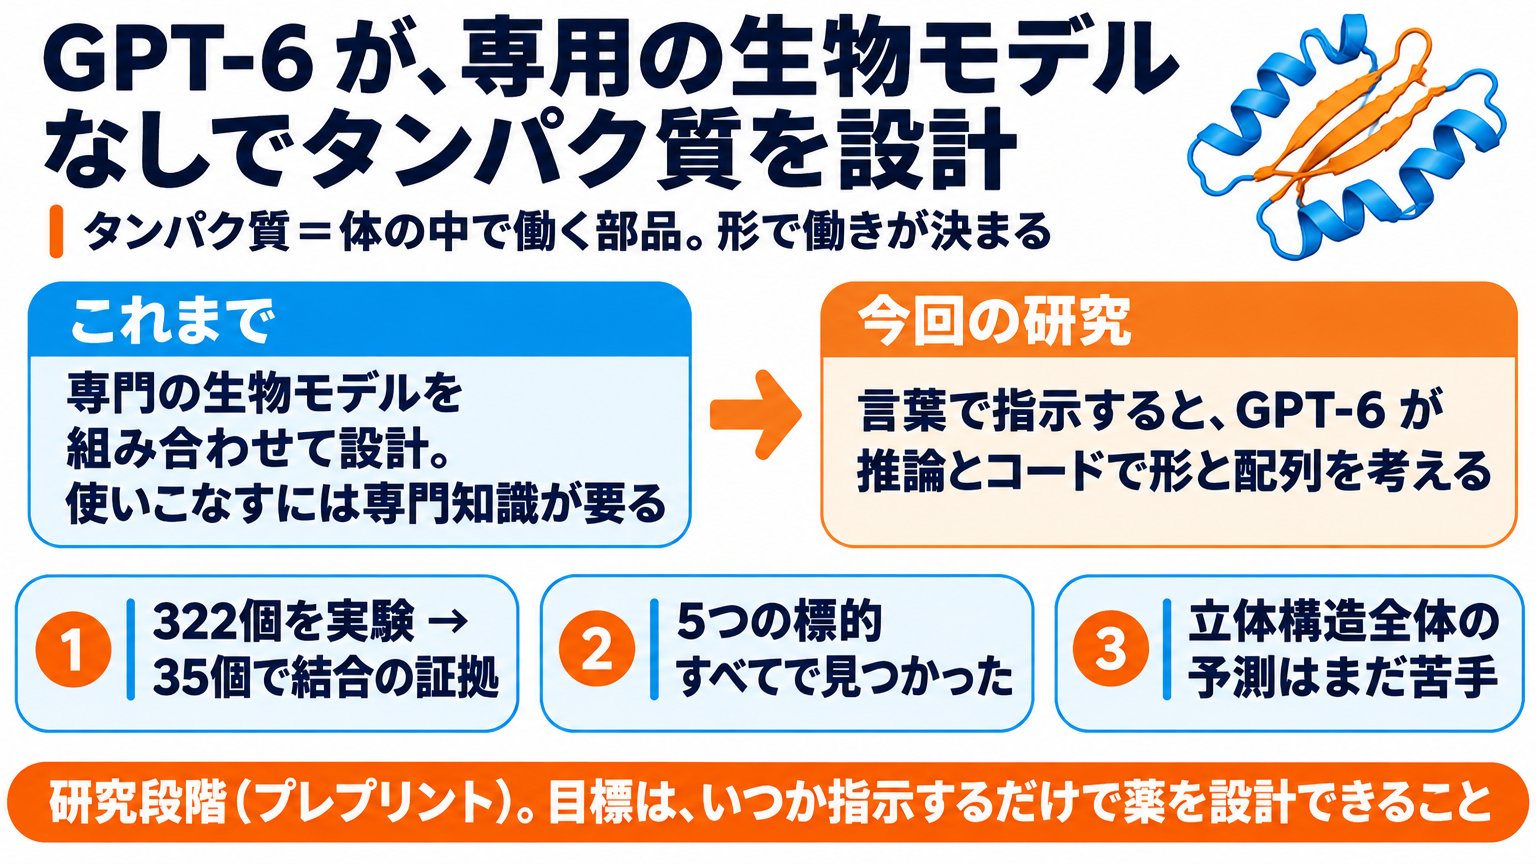 GPT-6 が、専用の生物モデル
なしでタンパク質を設計
タンパク質＝体の中で働く部品。形で働きが決まる
これまで
専門の生物モデルを
組み合わせて設計。
使いこなすには専門知識が要る
今回の研究
言葉で指示すると、GPT-6 が
推論とコードで形と配列を考える
1
322個を実験 →
35個で結合の証拠
2
5つの標的
すべてで見つかった
3
立体構造全体の
予測はまだ苦手
研究段階（プレプリント）。目標は、いつか指示するだけで薬を設計できること